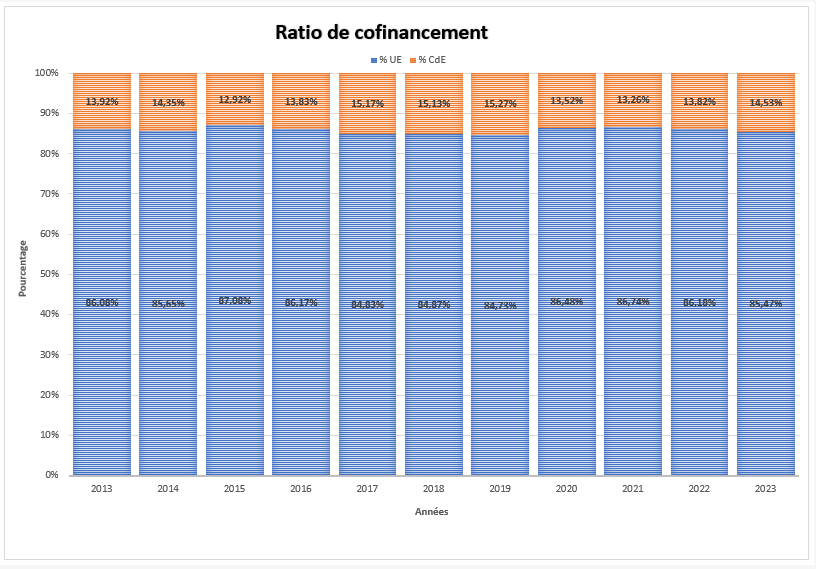 Ratio de cofinancement
% UE % CdE
100%
90%
80%
70%
60%
50%
40%
30%
20%
10%
0%
Pourcentage
13,92% 14,35% 12,92% 13,83% 15,17% 15,13% 15,27% 13,52% 13,26% 13,82% 14,53%
86,08% 85,65% 87,08% 86,17% 84,83% 84,87% 84,73% 86,48% 86,74% 86,18% 85,47%
2013 2014 2015 2016 2017 2018 2019 2020 2021 2022 2023
Années